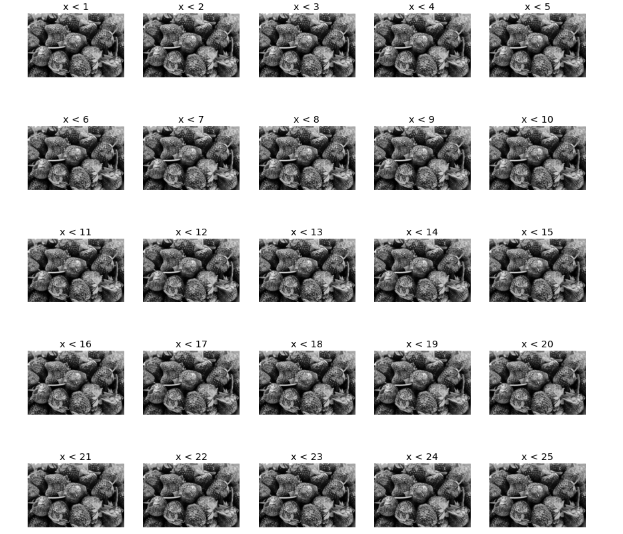 x < 1 x < 2 x < 3 x < 4 x < 5
x < 6 x < 7 x < 8 x < 9 x < 10
x < 11 x < 12 x < 13 x < 14 x < 15
x < 16 x < 17 x < 18 x < 19 x < 20
x < 21 x < 22 x < 23 x < 24 x < 25